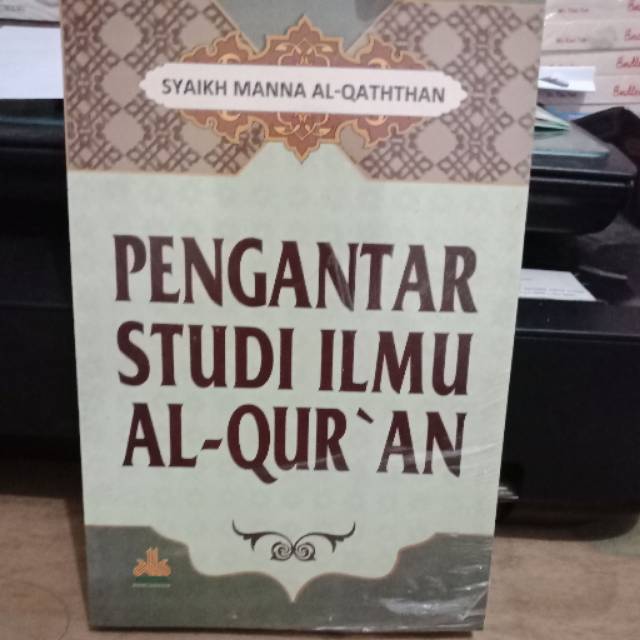 SYAIKH MANNA AL-QATHTHAN
PENGANTAR
STUDI ILMU
AL-QUR`AN